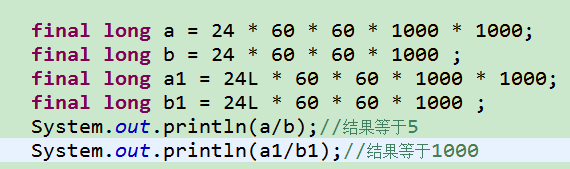 final long a = 24 * 60 * 60 * 1000 * 1000;
final long b = 24 * 60 * 60 * 1000 ;
final long a1 = 24L * 60 * 60 * 1000 * 1000;
final long b1 = 24L * 60 * 60 * 1000 ;
System.out.println(a/b);//结果等于5
System.out.println(a1/b1);//结果等于1000